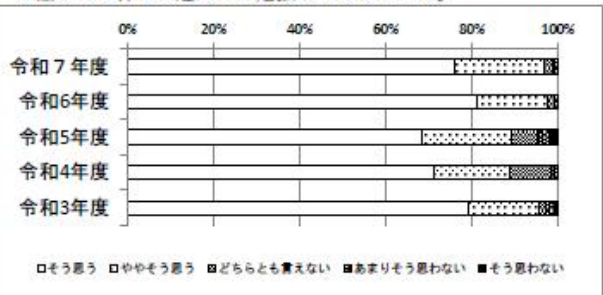 0% 20% 40% 60% 80% 100%
令和７年度
令和6年度
令和5年度
令和4年度
令和3年度
□そう思う □ややそう思う ▩どちらとも言えない ▩あまりそう思わない ■そう思わない